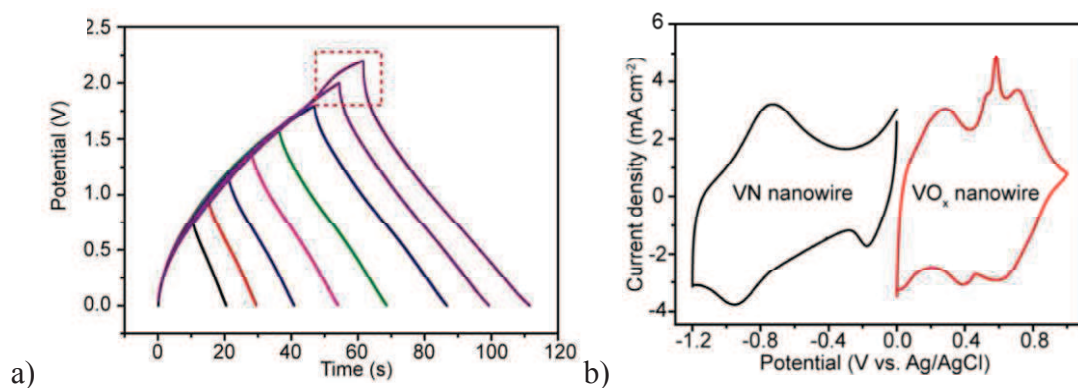 2.5
2.0
1.5
1.0
0.5
0.0
Potential (V)
0 20 40 60 80 100 120
Time (s)
a)
6
4
2
0
-2
-4
Current density (mA cm⁻²)
VN nanowire
VOₓ nanowire
-1.2 -0.8 -0.4 0.0 0.4 0.8
Potential (V vs. Ag/AgCl)
b)